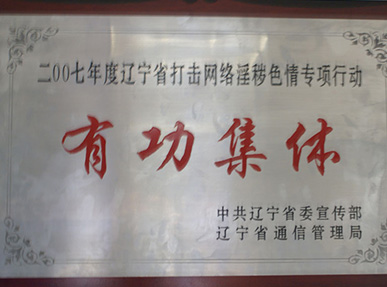 二00七年度辽宁省打击网络淫秽色情专项行动
有功集体
中共辽宁省委宣传部
辽宁省通信管理局